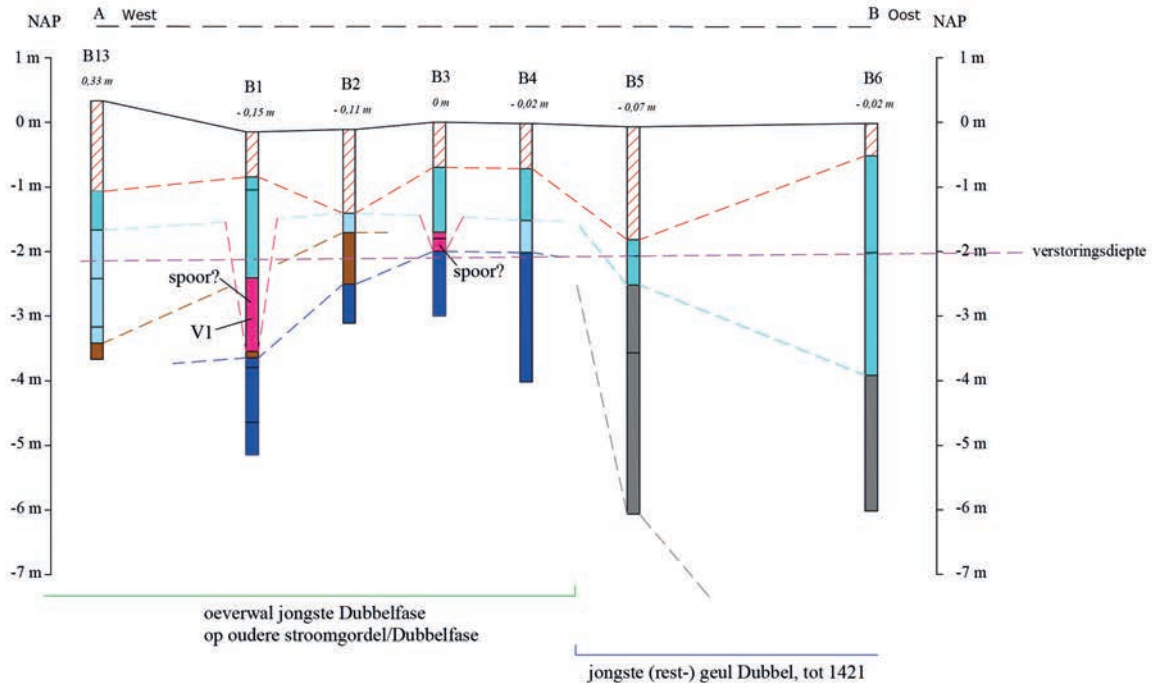 NAP A West B Oost NAP
1 m B13 B1 B2 B3 B4 B5 B6 1 m
0,33 m - 0,15 m - 0,11 m 0 m - 0,02 m - 0,07 m - 0,02 m
0 m 0 m
-1 m -1 m
-2 m -2 m verstoringsdiepte
spoor? spoor?
V1
-3 m -3 m
-4 m -4 m
-5 m -5 m
-6 m -6 m
-7 m -7 m
oeverwal jongste Dubbelfase
op oudere stroomgordel/Dubbelfase
jongste (rest-) geul Dubbel, tot 1421